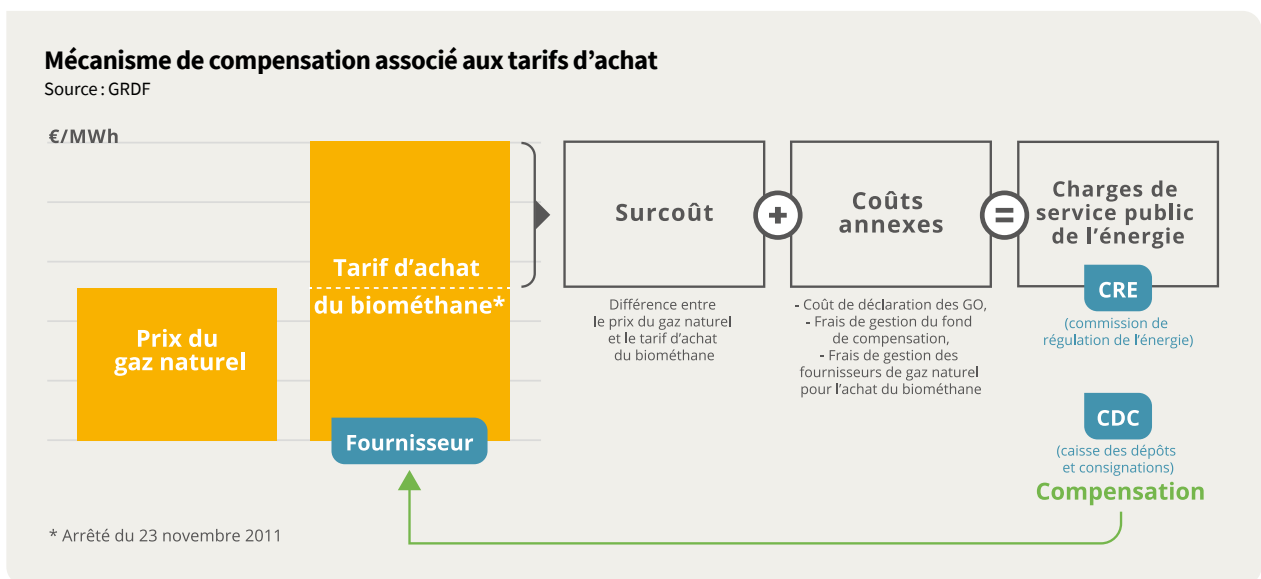 Mécanisme de compensation associé aux tarifs d'achat
Source : GRDF
€/MWh
Prix du
gaz naturel
Tarif d'achat
du biométhane*
Fournisseur
Surcoût
+
Coûts
annexes
=
Charges de
service public
de l'énergie
Différence entre
le prix du gaz naturel
et le tarif d'achat
du biométhane
- Coût de déclaration des GO,
- Frais de gestion du fond
de compensation,
- Frais de gestion des
fournisseurs de gaz naturel
pour l'achat du biométhane
CRE
(commission de
régulation de l'énergie)
CDC
(caisse des dépôts
et consignations)
Compensation
* Arrêté du 23 novembre 2011